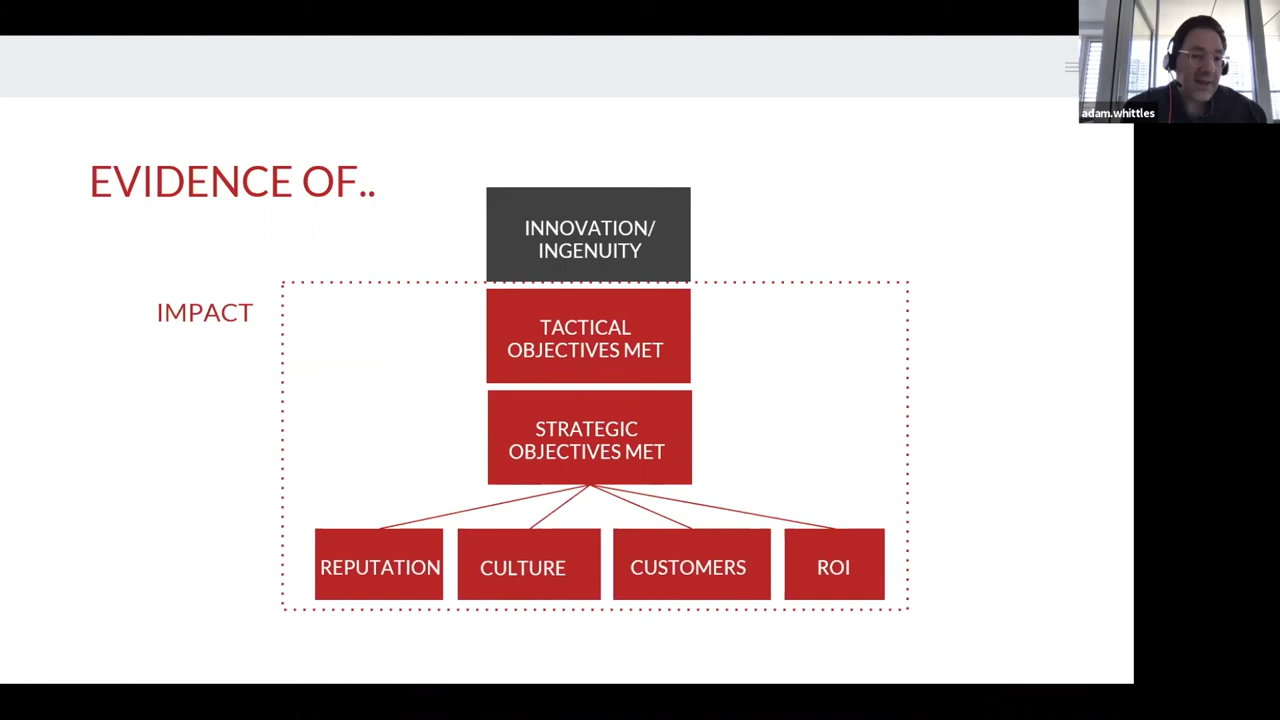 adam.whittles
EVIDENCE OF..
INNOVATION/
INGENUITY
IMPACT
TACTICAL
OBJECTIVES MET
STRATEGIC
OBJECTIVES MET
REPUTATION
CULTURE
CUSTOMERS
ROI